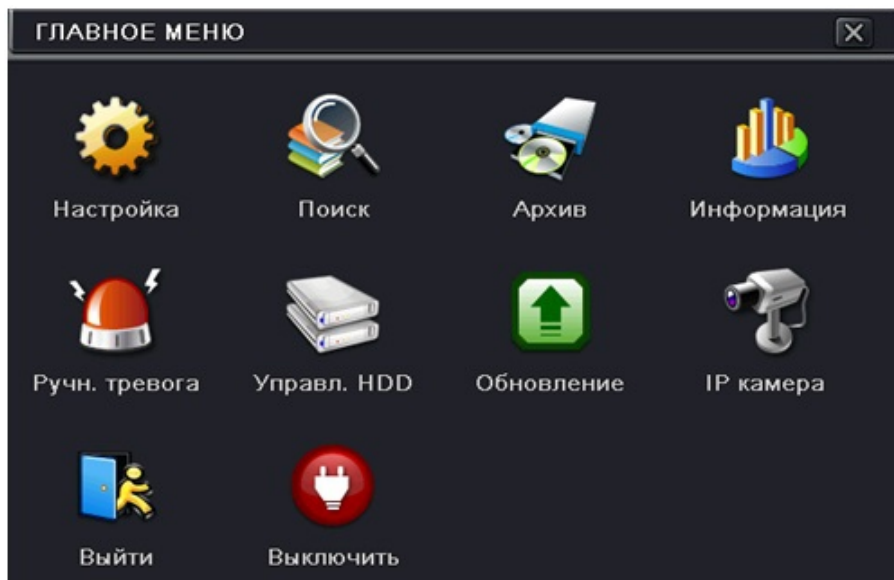 ГЛАВНОЕ МЕНЮ
Настройка Поиск Архив Информация
Ручн. тревога Управл. HDD Обновление IP камера
Выйти Выключить